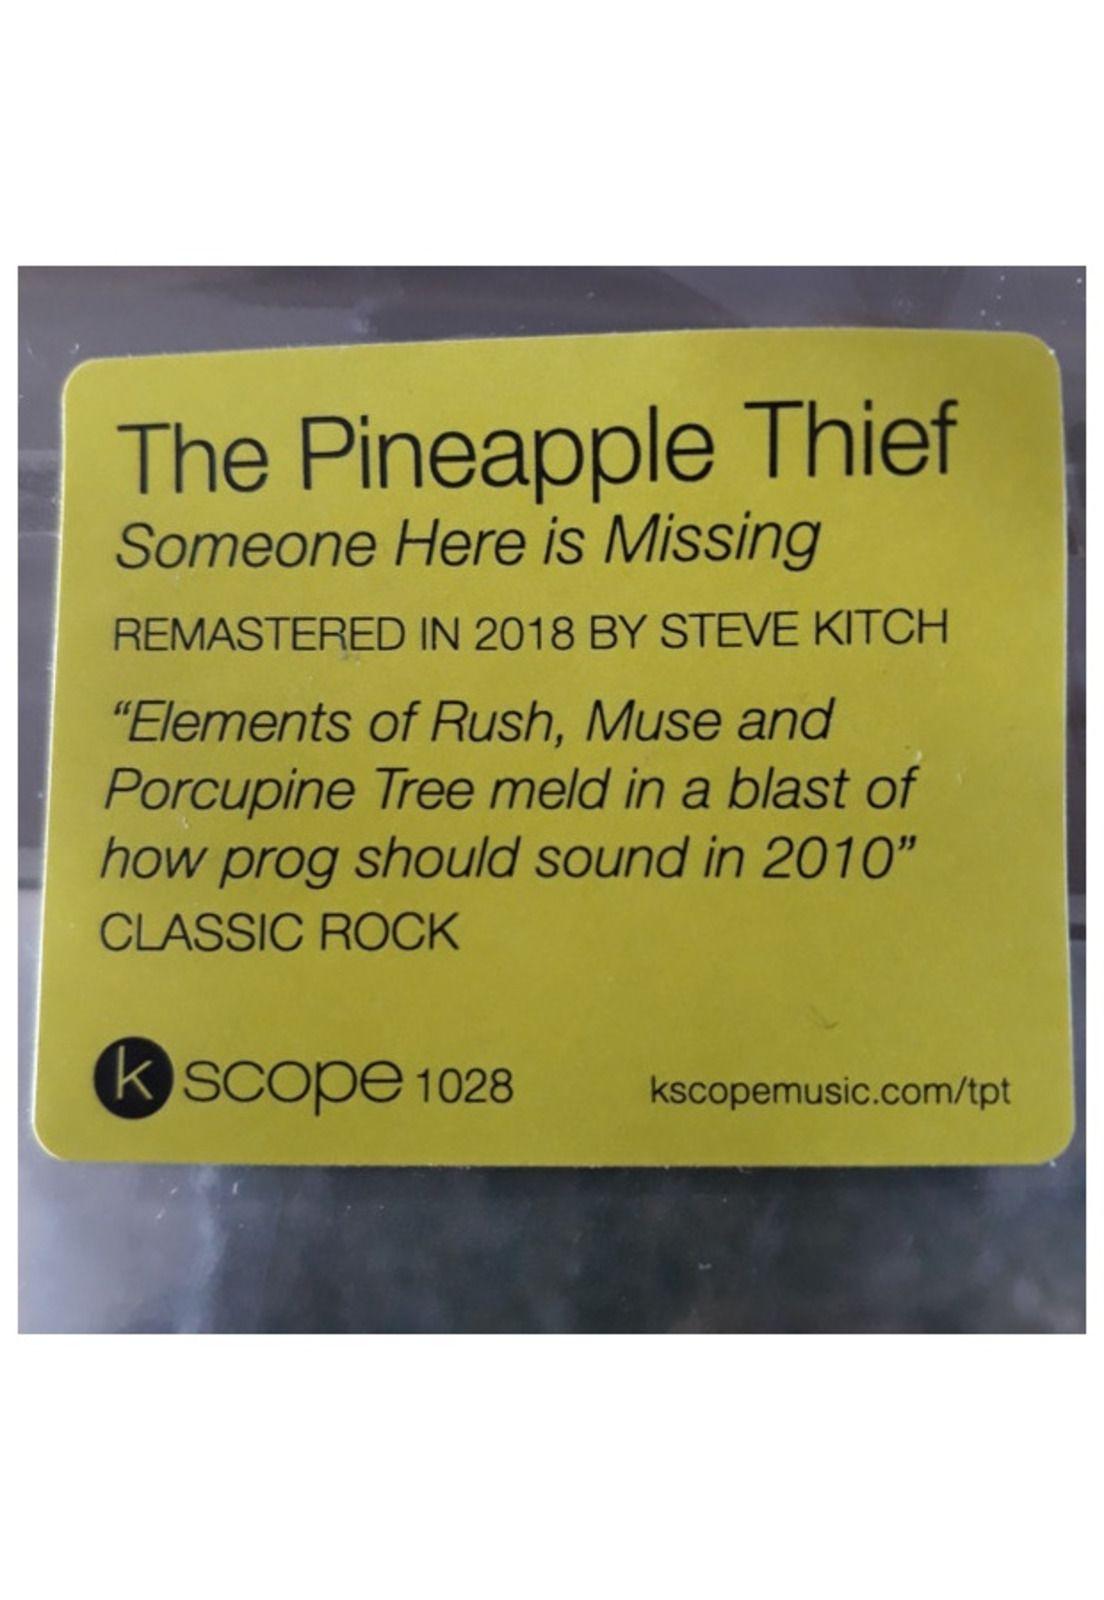 The Pineapple Thief
Someone Here is Missing
REMASTERED IN 2018 BY STEVE KITCH
“Elements of Rush, Muse and
Porcupine Tree meld in a blast of
how prog should sound in 2010”
CLASSIC ROCK
kscope 1028
kscopemusic.com/tpt